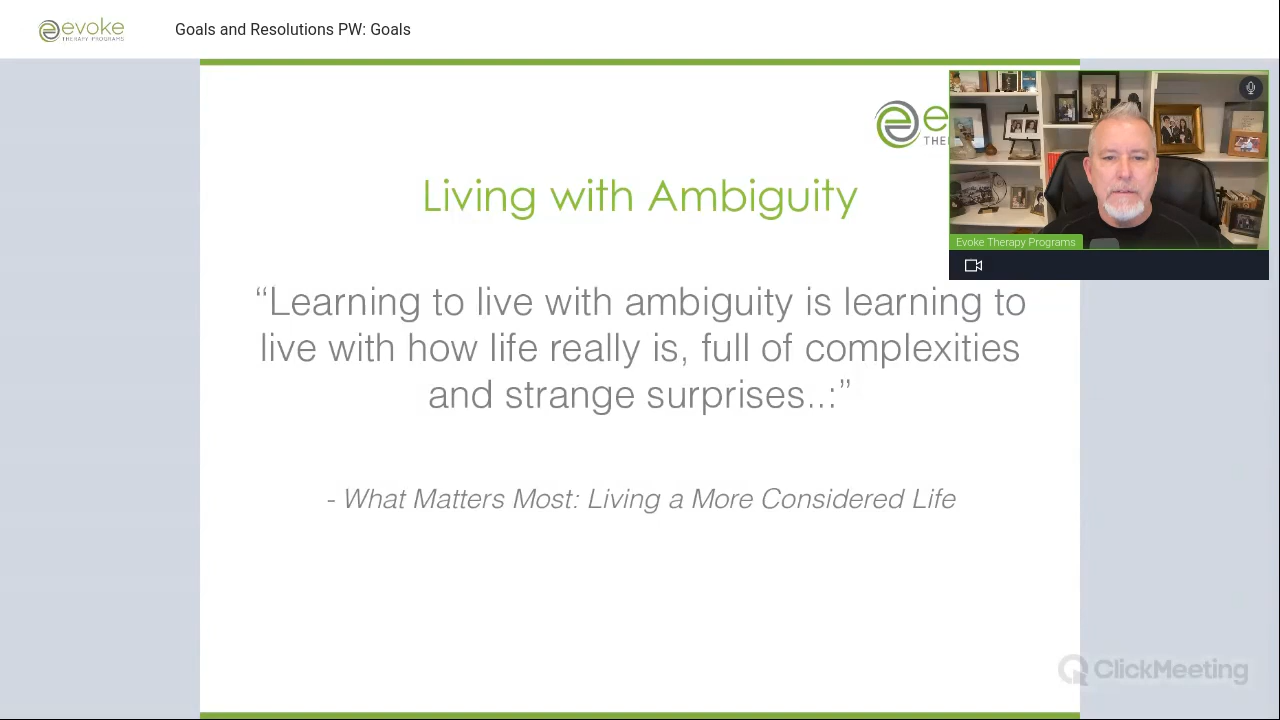 evoke
THERAPY PROGRAMS
Goals and Resolutions PW: Goals
e
THE
Evoke Therapy Programs
Living with Ambiguity
“Learning to live with ambiguity is learning to
live with how life really is, full of complexities
and strange surprises..:”
- What Matters Most: Living a More Considered Life
ClickMeeting